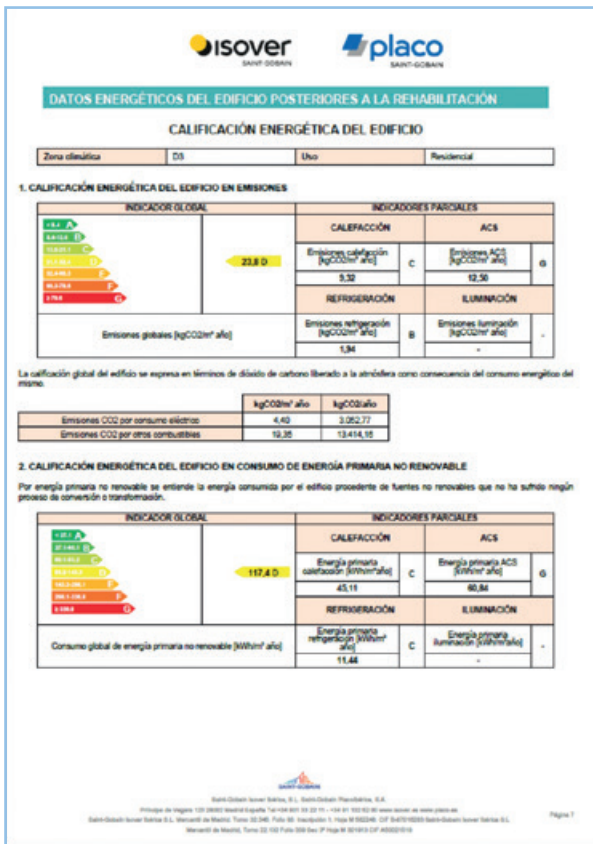 isover
SAINT-GOBAIN
placo
SAINT-GOBAIN
DATOS ENERGÉTICOS DEL EDIFICIO POSTERIORES A LA REHABILITACIÓN
CALIFICACIÓN ENERGÉTICA DEL EDIFICIO
Zona climática D3 Uso Residencial
1. CALIFICACIÓN ENERGÉTICA DEL EDIFICIO EN EMISIONES
INDICADOR GLOBAL INDICADORES PARCIALES
A
B
C
D
E
F
G
23,8 D
CALEFACCIÓN ACS
Emisiones calefacción [kgCO2/m² año] C Emisiones ACS [kgCO2/m² año] G
9,32 12,50
REFRIGERACIÓN ILUMINACIÓN
Emisiones globales [kgCO2/m² año]
Emisiones refrigeración [kgCO2/m² año] B Emisiones iluminación [kgCO2/m² año] -
1,94 -
La calificación global del edificio se expresa en términos de dióxido de carbono liberado a la atmósfera como consecuencia del consumo energético del
mismo.
kgCO2/m² año kgCO2/año
Emisiones CO2 por consumo eléctrico 4,40 3.052,77
Emisiones CO2 por otros combustibles 19,35 13.414,16
2. CALIFICACIÓN ENERGÉTICA DEL EDIFICIO EN CONSUMO DE ENERGÍA PRIMARIA NO RENOVABLE
Por energía primaria no renovable se entiende la energía consumida por el edificio procedente de fuentes no renovables que no ha sufrido ningún
proceso de conversión o transformación.
INDICADOR GLOBAL INDICADORES PARCIALES
A
B
C
D
E
F
G
117,4 D
CALEFACCIÓN ACS
Energía primaria calefacción [kWh/m² año] C Energía primaria ACS [kWh/m² año] G
45,11 60,84
REFRIGERACIÓN ILUMINACIÓN
Consumo global de energía primaria no renovable [kWh/m² año]
Energía primaria refrigeración [kWh/m² año] C Energía primaria iluminación [kWh/m² año] -
11,44 -
SAINT-GOBAIN
Saint-Gobain Isover Ibérica, S.L. Saint-Gobain Placo Ibérica, S.A.
Página 7